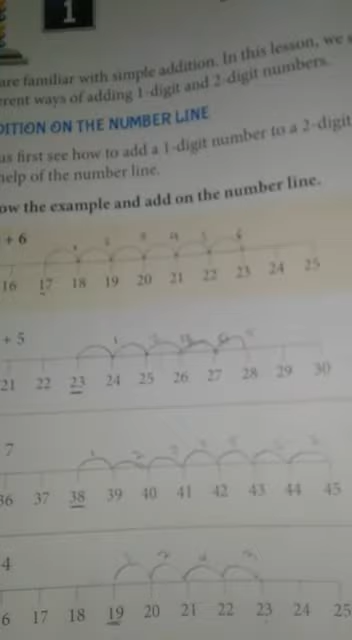 1
are familiar with simple addition. In this lesson, we
erent ways of adding 1-digit and 2-digit numbers.
DITION ON THE NUMBER LINE
us first see how to add a 1-digit number to a 2-digit
help of the number line.
ow the example and add on the number line.
+ 6
16 17 18 19 20 21 22 23 24 25
+ 5
21 22 23 24 25 26 27 28 29 30
7
36 37 38 39 40 41 42 43 44 45
4
6 17 18 19 20 21 22 23 24 25